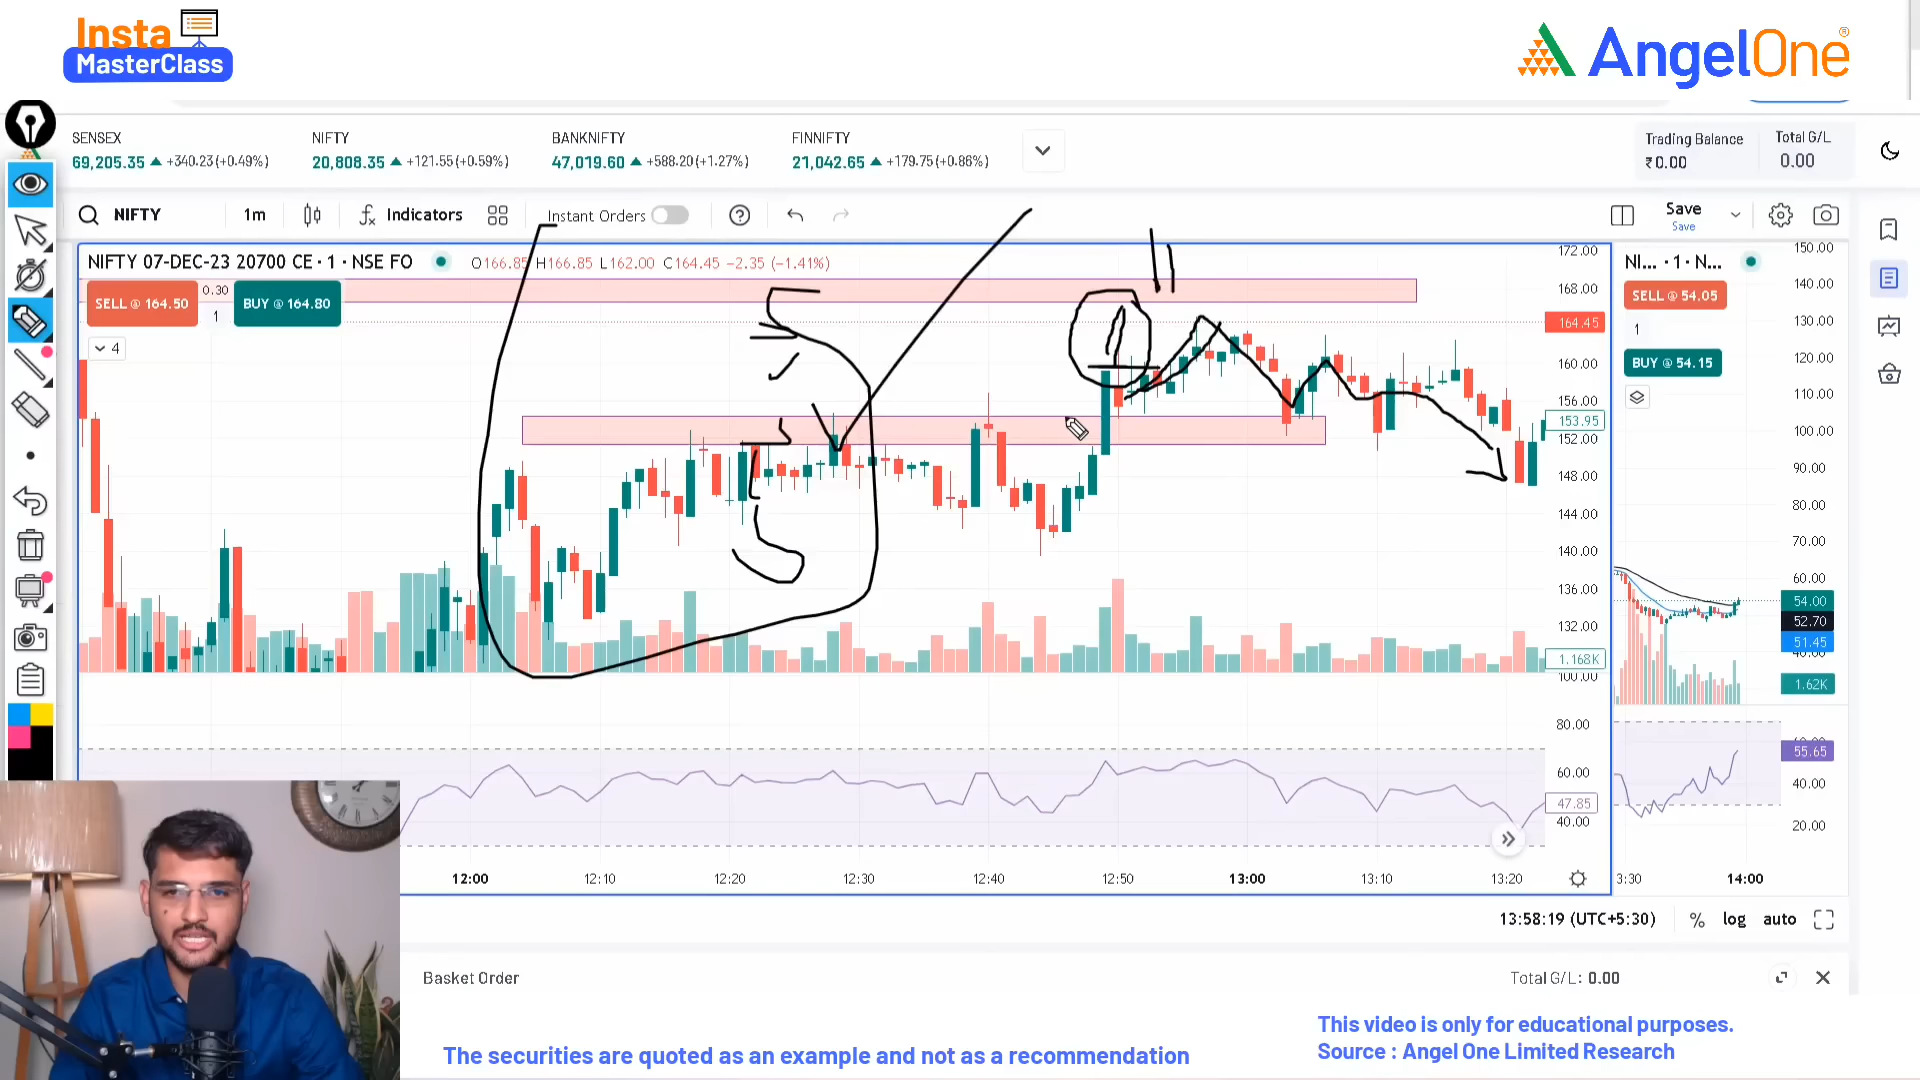 Insta
MasterClass
AngelOne®
SENSEX
69,205.35 +340.23(+0.49%)
NIFTY
20,808.35 +121.55(+0.59%)
BANKNIFTY
47,019.60 +588.20(+1.27%)
FINNIFTY
21,042.65 +179.75(+0.86%)
Trading Balance
₹0.00
Total G/L
0.00
NIFTY 1m Indicators Instant Orders Save
Save
NIFTY 07-DEC-23 20700 CE · 1 · NSE FO O166.85 H166.85 L162.00 C164.45 −2.35 (−1.41%)
SELL @ 164.50
0.30
1
BUY @ 164.80
4
172.00
168.00
164.45
160.00
156.00
153.95
152.00
148.00
144.00
140.00
136.00
132.00
1.168K
100.00
80.00
60.00
47.85
40.00
12:00 12:10 12:20 12:30 12:40 12:50 13:00 13:10 13:20
NI... · 1 · N...
SELL @ 54.05
1
BUY @ 54.15
150.00
140.00
130.00
120.00
110.00
100.00
90.00
80.00
70.00
60.00
54.00
52.70
51.45
40.00
1.62K
55.65
40.00
20.00
3:30 14:00
13:58:19 (UTC+5:30) % log auto
Basket Order Total G/L: 0.00
This video is only for educational purposes.
Source : Angel One Limited Research
The securities are quoted as an example and not as a recommendation